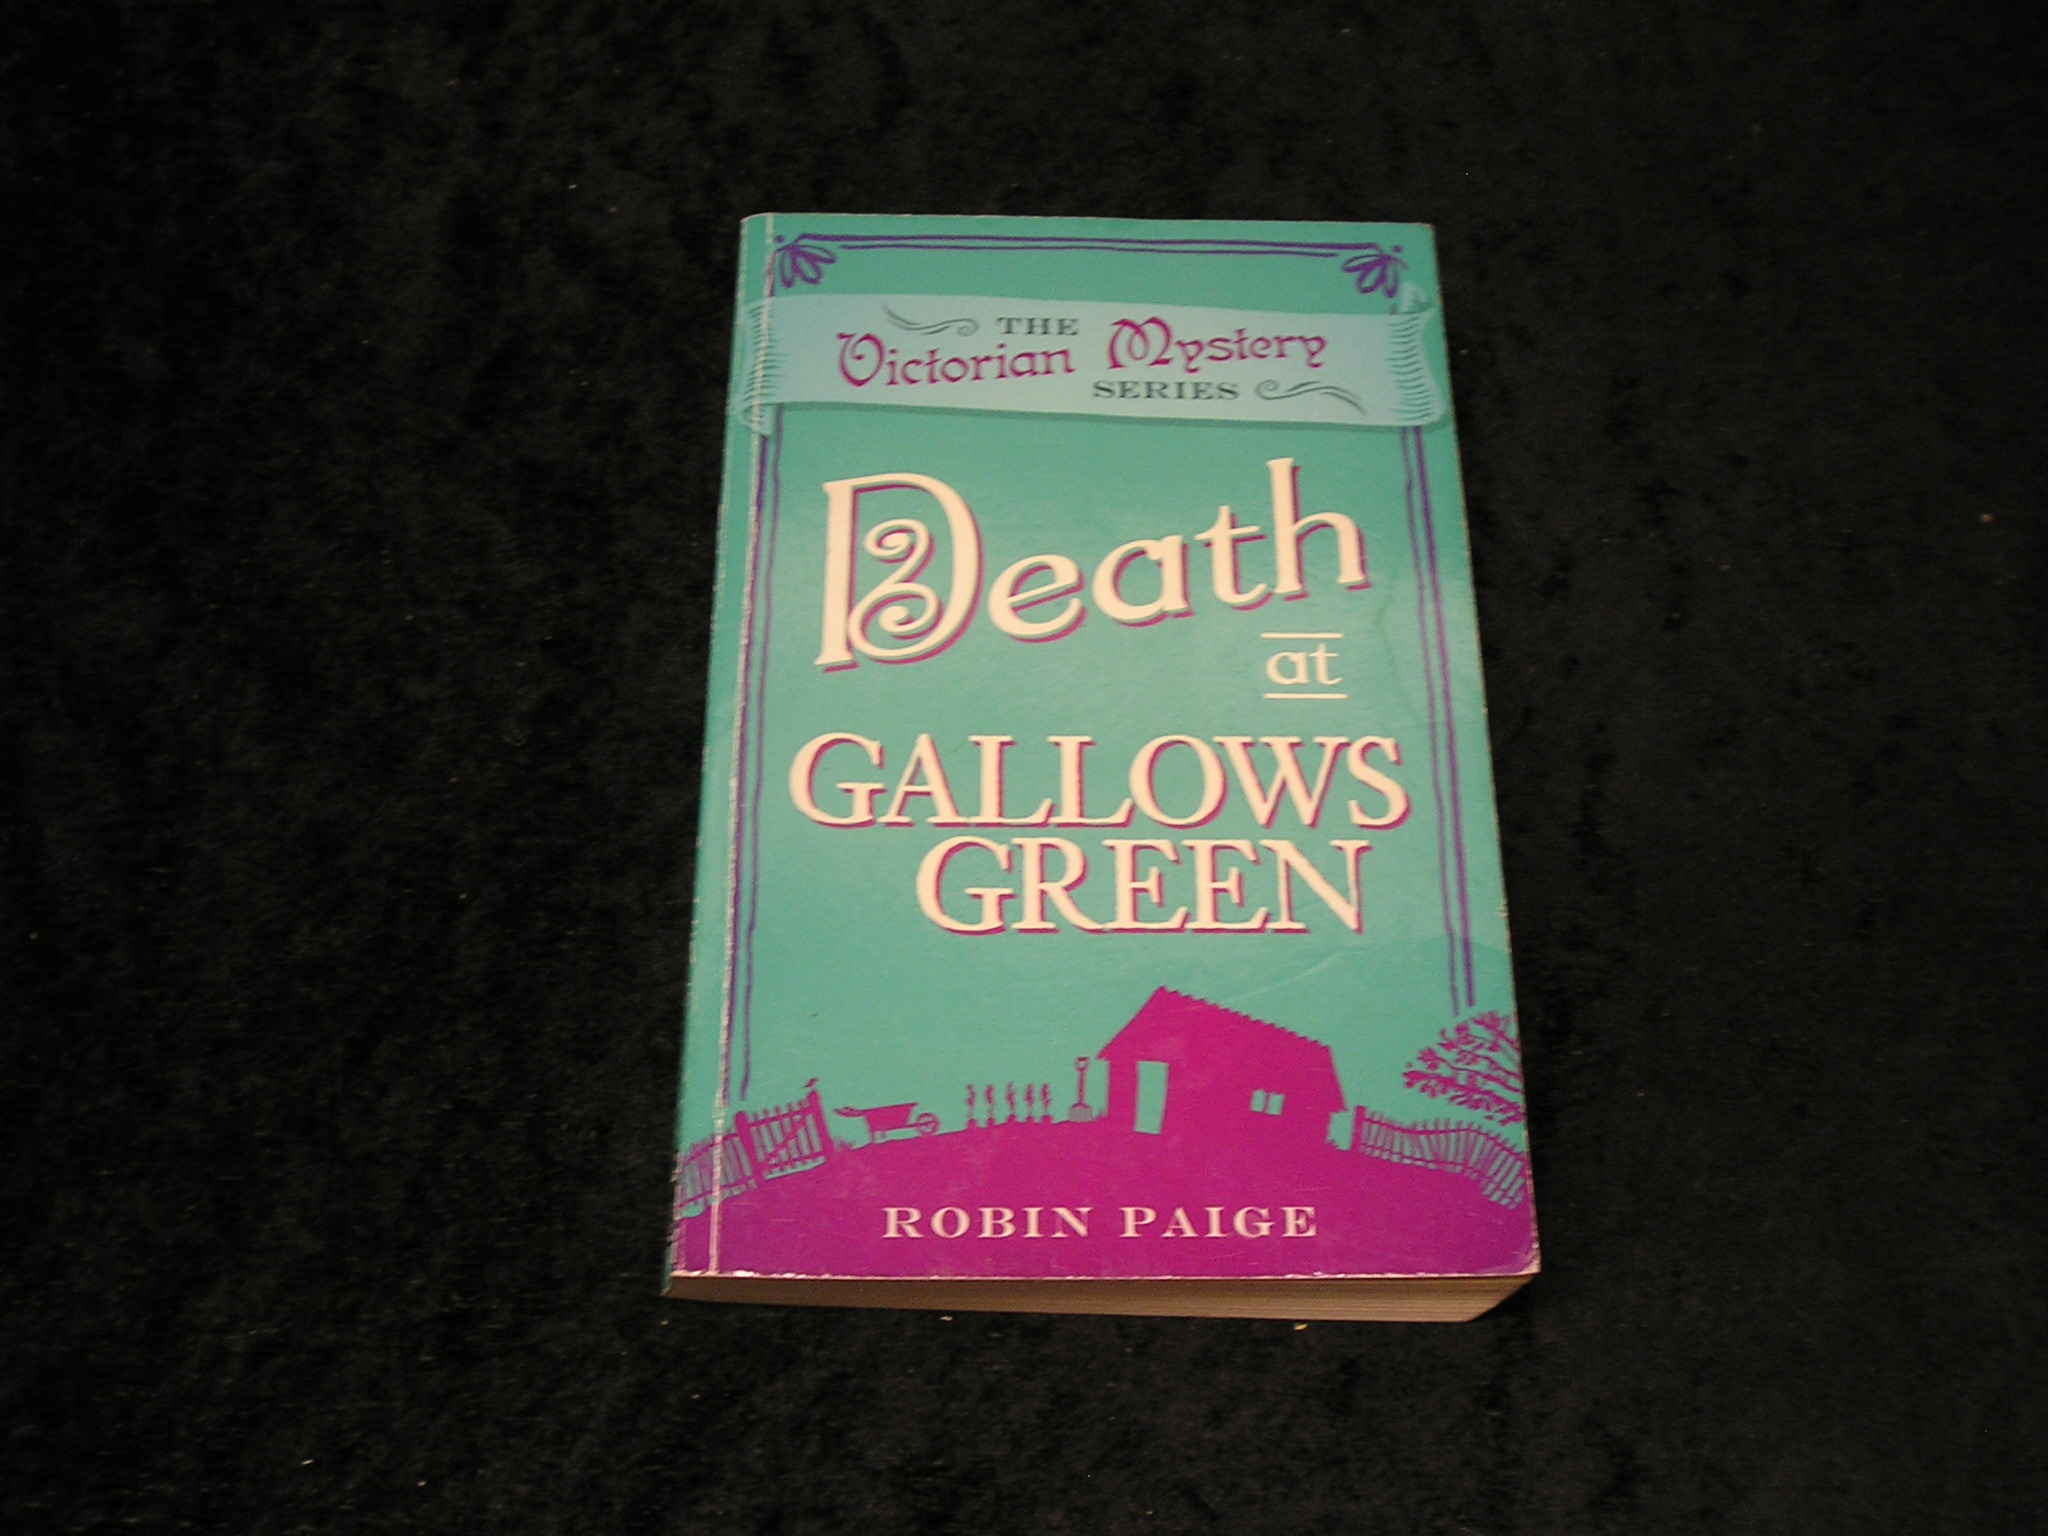 THE
Victorian Mystery
SERIES
Death
at
GALLOWS
GREEN
ROBIN PAIGE